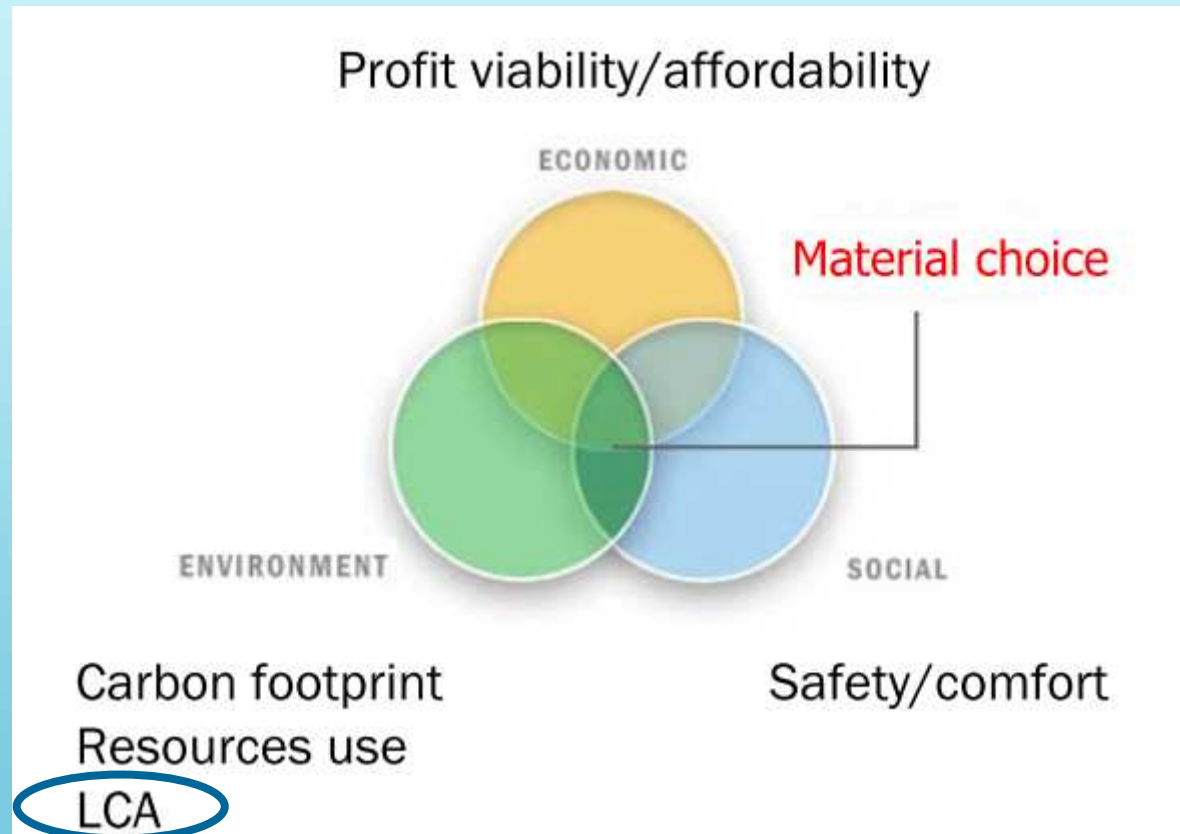 Profit viability/affordability
ECONOMIC
Material choice
ENVIRONMENT
SOCIAL
Carbon footprint
Safety/comfort
Resources use
LCA